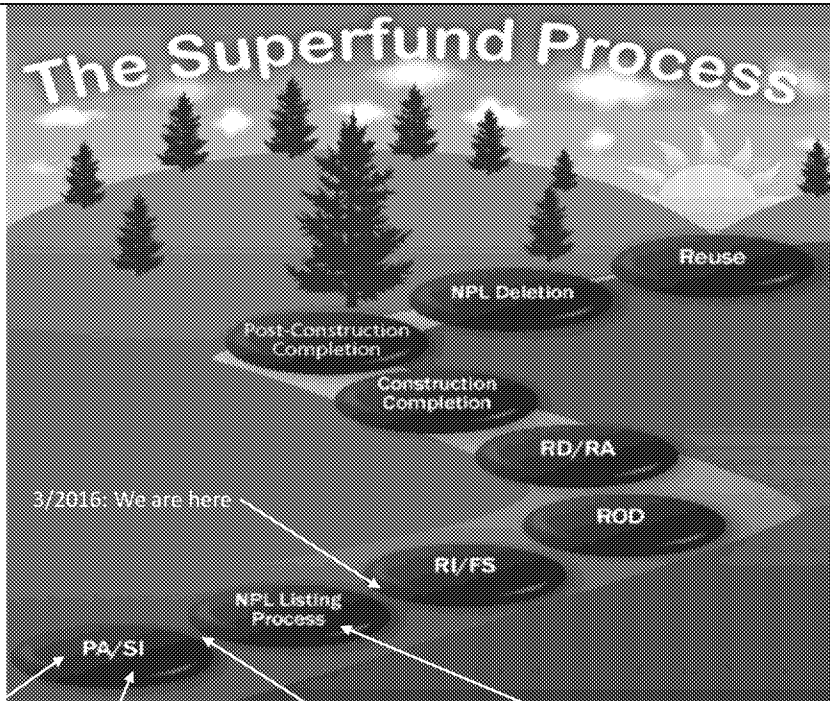 The Superfund Process
Reuse
NPL Deletion
Post-Construction
Completion
Construction
Completion
RD/RA
3/2016: We are here
ROD
RI/FS
NPL Listing
Process
PA/SI